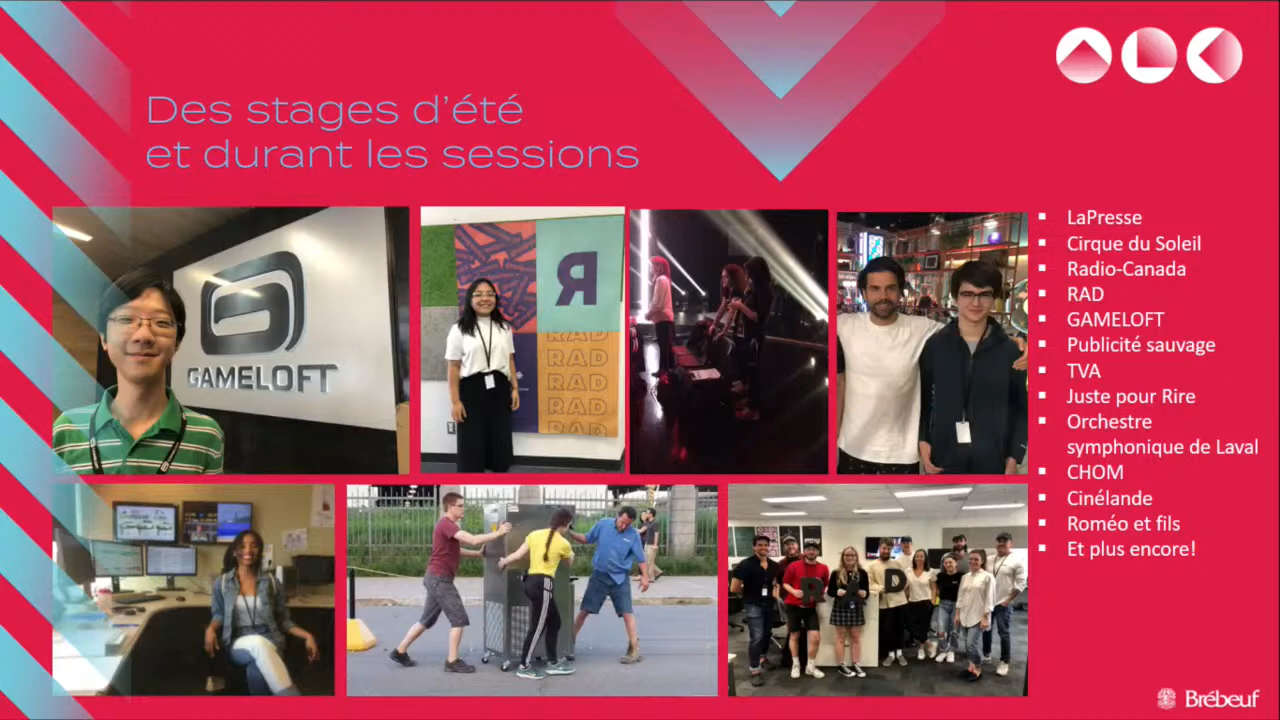 Des stages d'été
et durant les sessions
GAMELOFT
R
RAD
RAD
RAD
RAD
RAD
R D
LaPresse
Cirque du Soleil
Radio-Canada
RAD
GAMELOFT
Publicité sauvage
TVA
Juste pour Rire
Orchestre
symphonique de Laval
CHOM
Cinélande
Roméo et fils
Et plus encore!
Brébeuf